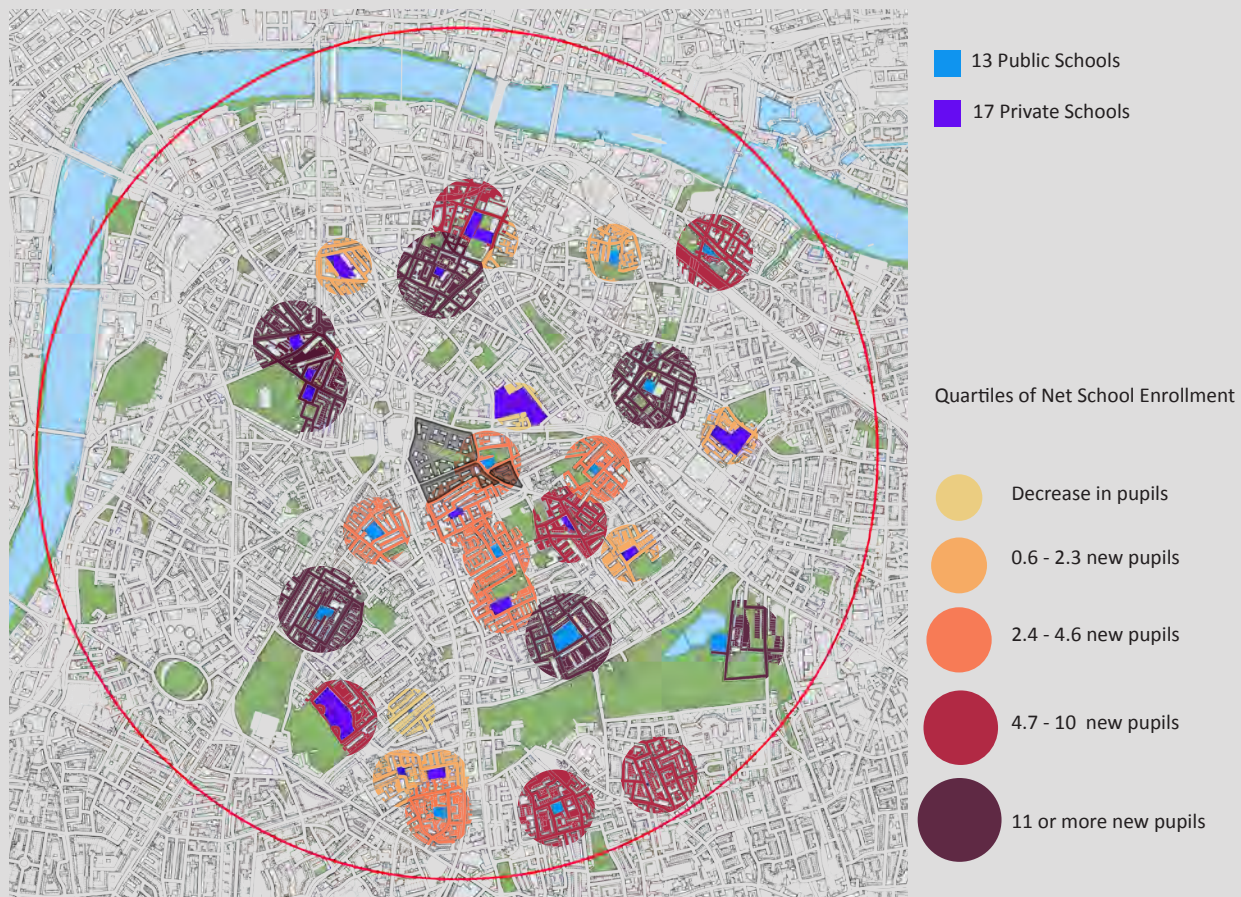 13 Public Schools
17 Private Schools
Quartiles of Net School Enrollment
Decrease in pupils
0.6 - 2.3 new pupils
2.4 - 4.6 new pupils
4.7 - 10 new pupils
11 or more new pupils